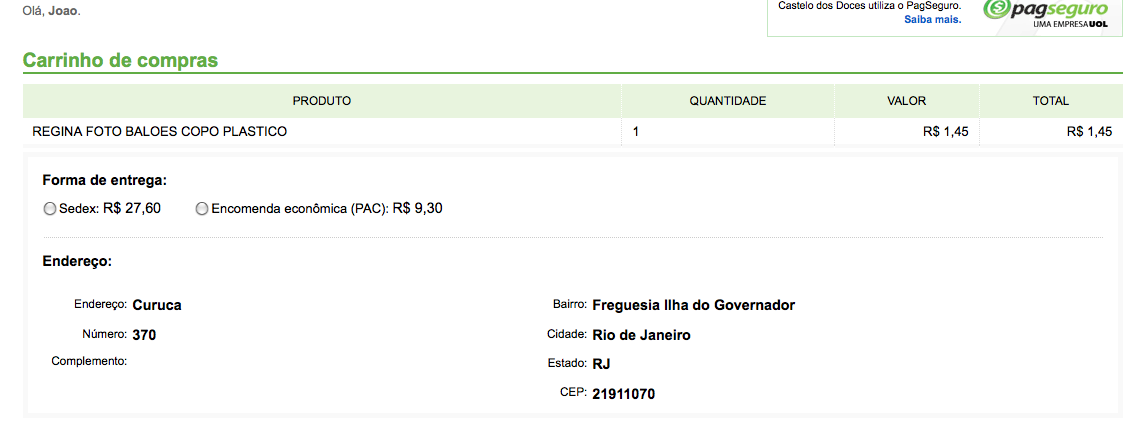 Olá, Joao.
Castelo dos Doces utiliza o PagSeguro.
Saiba mais.
pagseguro
UMA EMPRESA UOL
Carrinho de compras
PRODUTO QUANTIDADE VALOR TOTAL
REGINA FOTO BALOES COPO PLASTICO 1 R$ 1,45 R$ 1,45
Forma de entrega:
Sedex: R$ 27,60 Encomenda econômica (PAC): R$ 9,30
Endereço:
Endereço: Curuca
Número: 370
Complemento:
Bairro: Freguesia Ilha do Governador
Cidade: Rio de Janeiro
Estado: RJ
CEP: 21911070